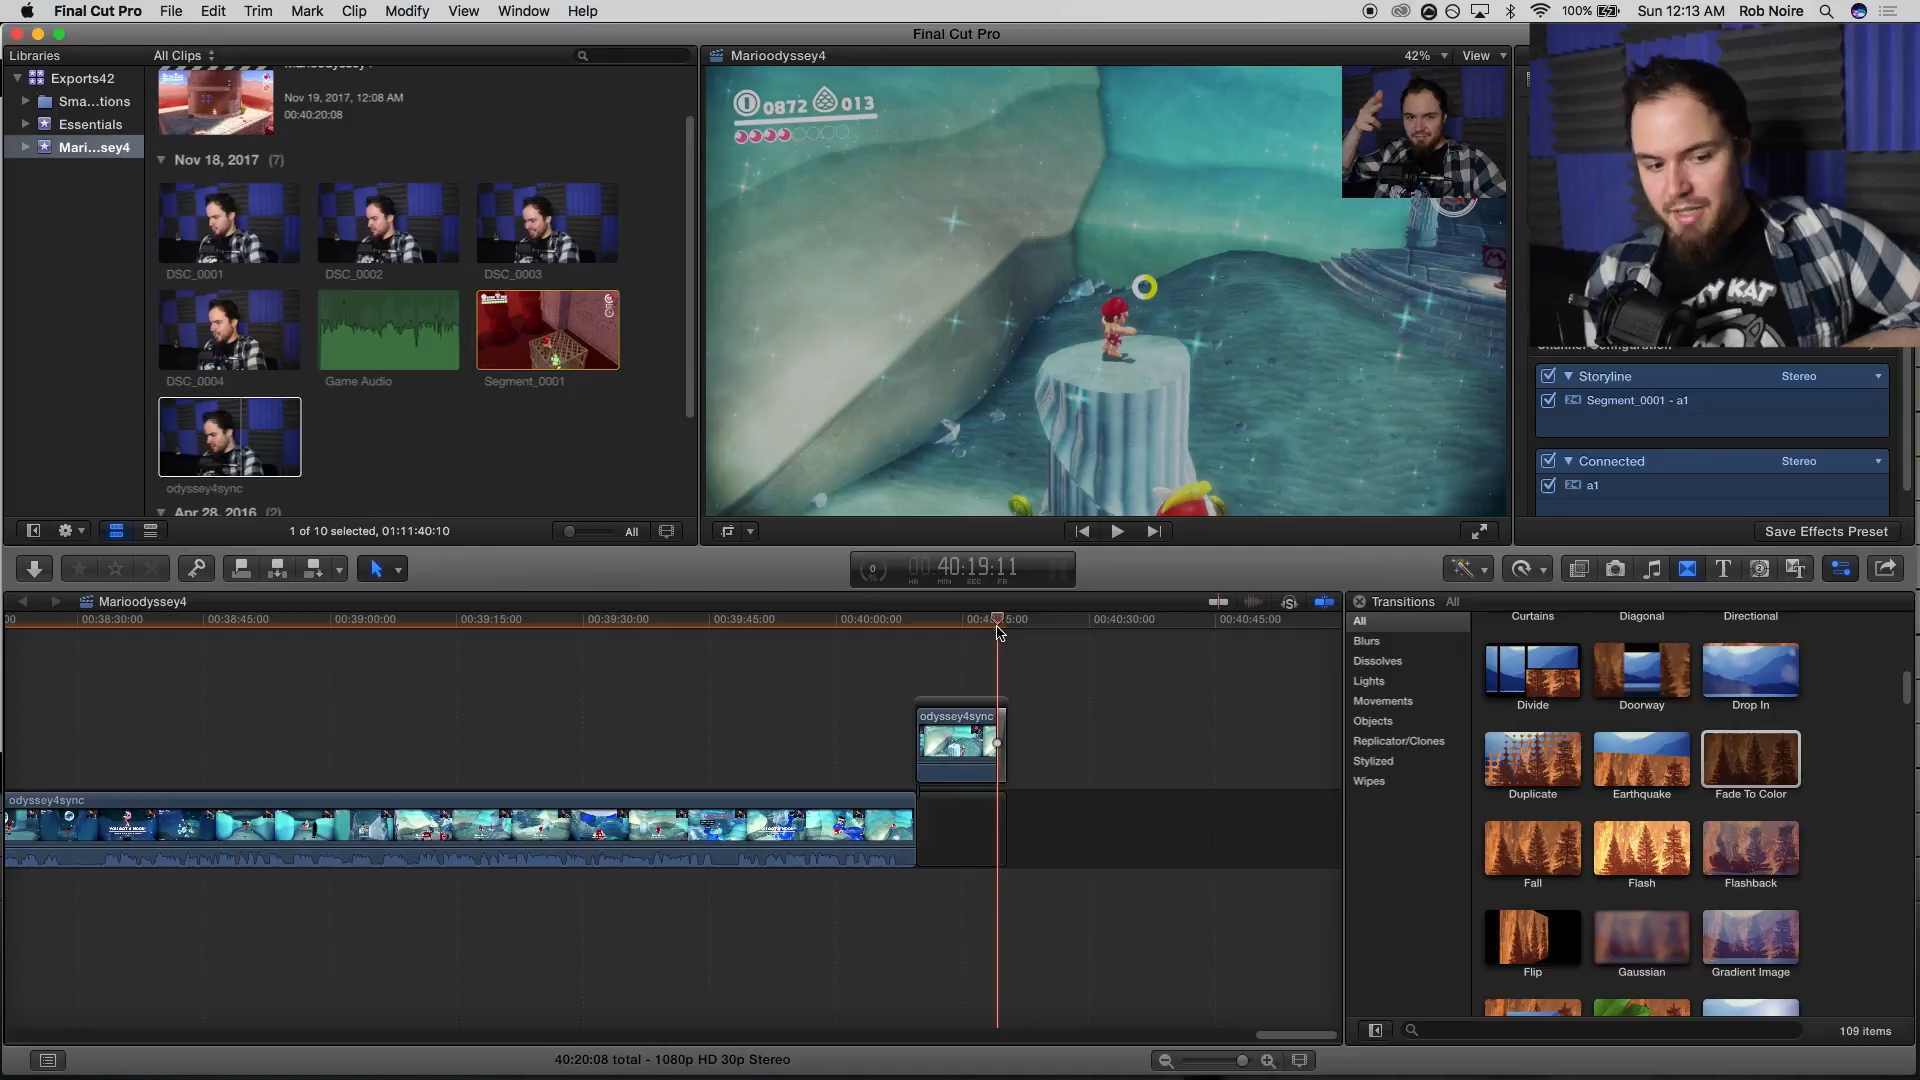 Final Cut Pro File Edit Trim Mark Clip Modify View Window Help 100% Sun 12:13 AM Rob Noire
Final Cut Pro
Libraries All Clips
Marioodyssey4 42% View
Exports42
Sma...tions
Essentials
Mari...sey4
Nov 19, 2017, 12:08 AM
00:40:20:08
Nov 18, 2017 (7)
DSC_0001 DSC_0002 DSC_0003
DSC_0004 Game Audio Segment_0001
odyssey4sync
Apr 28, 2016 (2)
0872 013
TY KAT
Channel Configuration
Storyline Stereo
Segment_0001 - a1
Connected Stereo
a1
1 of 10 selected, 01:11:40:10 All
Save Effects Preset
0 % 00:40:19:11
HR MIN SEC FR
Marioodyssey4
00 00:38:30:00 00:38:45:00 00:39:00:00 00:39:15:00 00:39:30:00 00:39:45:00 00:40:00:00 00:40:30:00 00:40:45:00
odyssey4sync
odyssey4sync
Transitions All
All
Blurs
Dissolves
Lights
Movements
Objects
Replicator/Clones
Stylized
Wipes
Curtains Diagonal Directional
Divide Doorway Drop In
Duplicate Earthquake Fade To Color
Fall Flash Flashback
Flip Gaussian Gradient Image
109 items
40:20:08 total - 1080p HD 30p Stereo